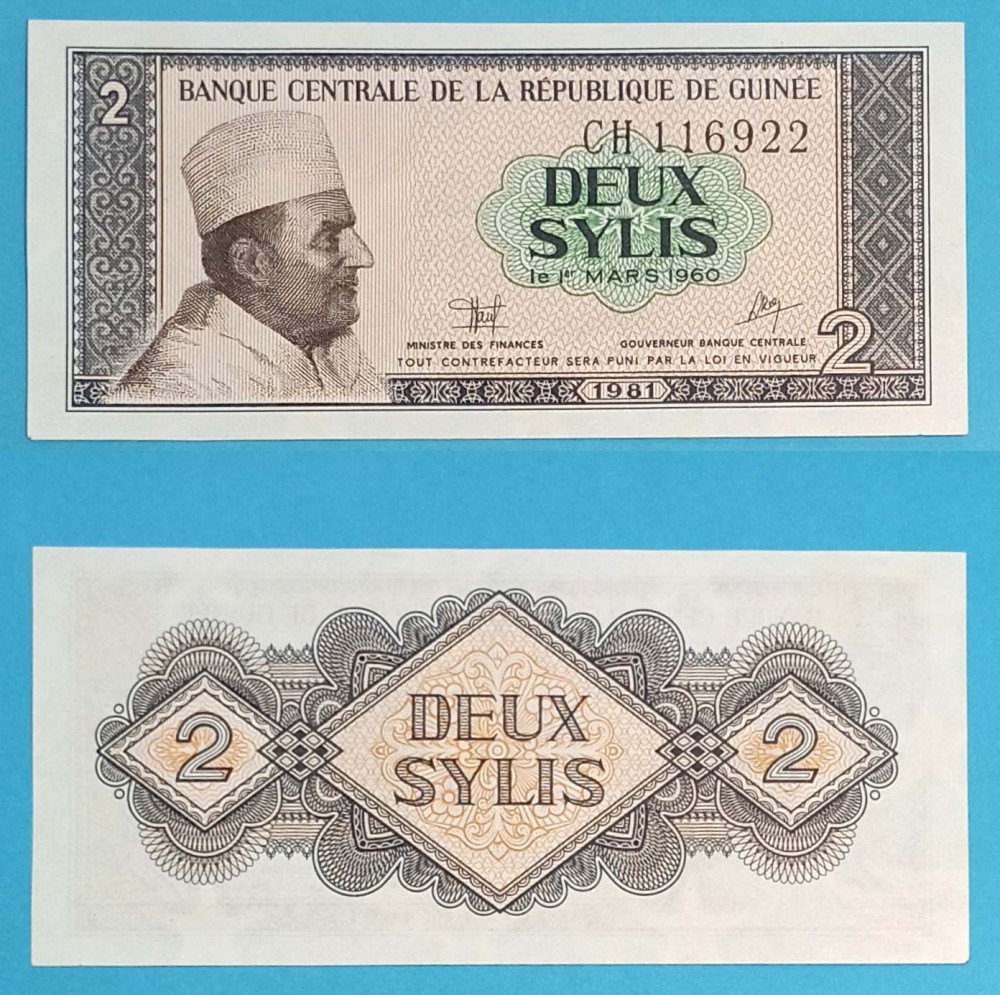 2
BANQUE CENTRALE DE LA RÉPUBLIQUE DE GUINÉE
CH 116922
DEUX
SYLIS
le 1er MARS 1960
MINISTRE DES FINANCES
GOUVERNEUR BANQUE CENTRALE
TOUT CONTREFACTEUR SERA PUNI PAR LA LOI EN VIGUEUR
2
1981
DEUX
SYLIS
2
2